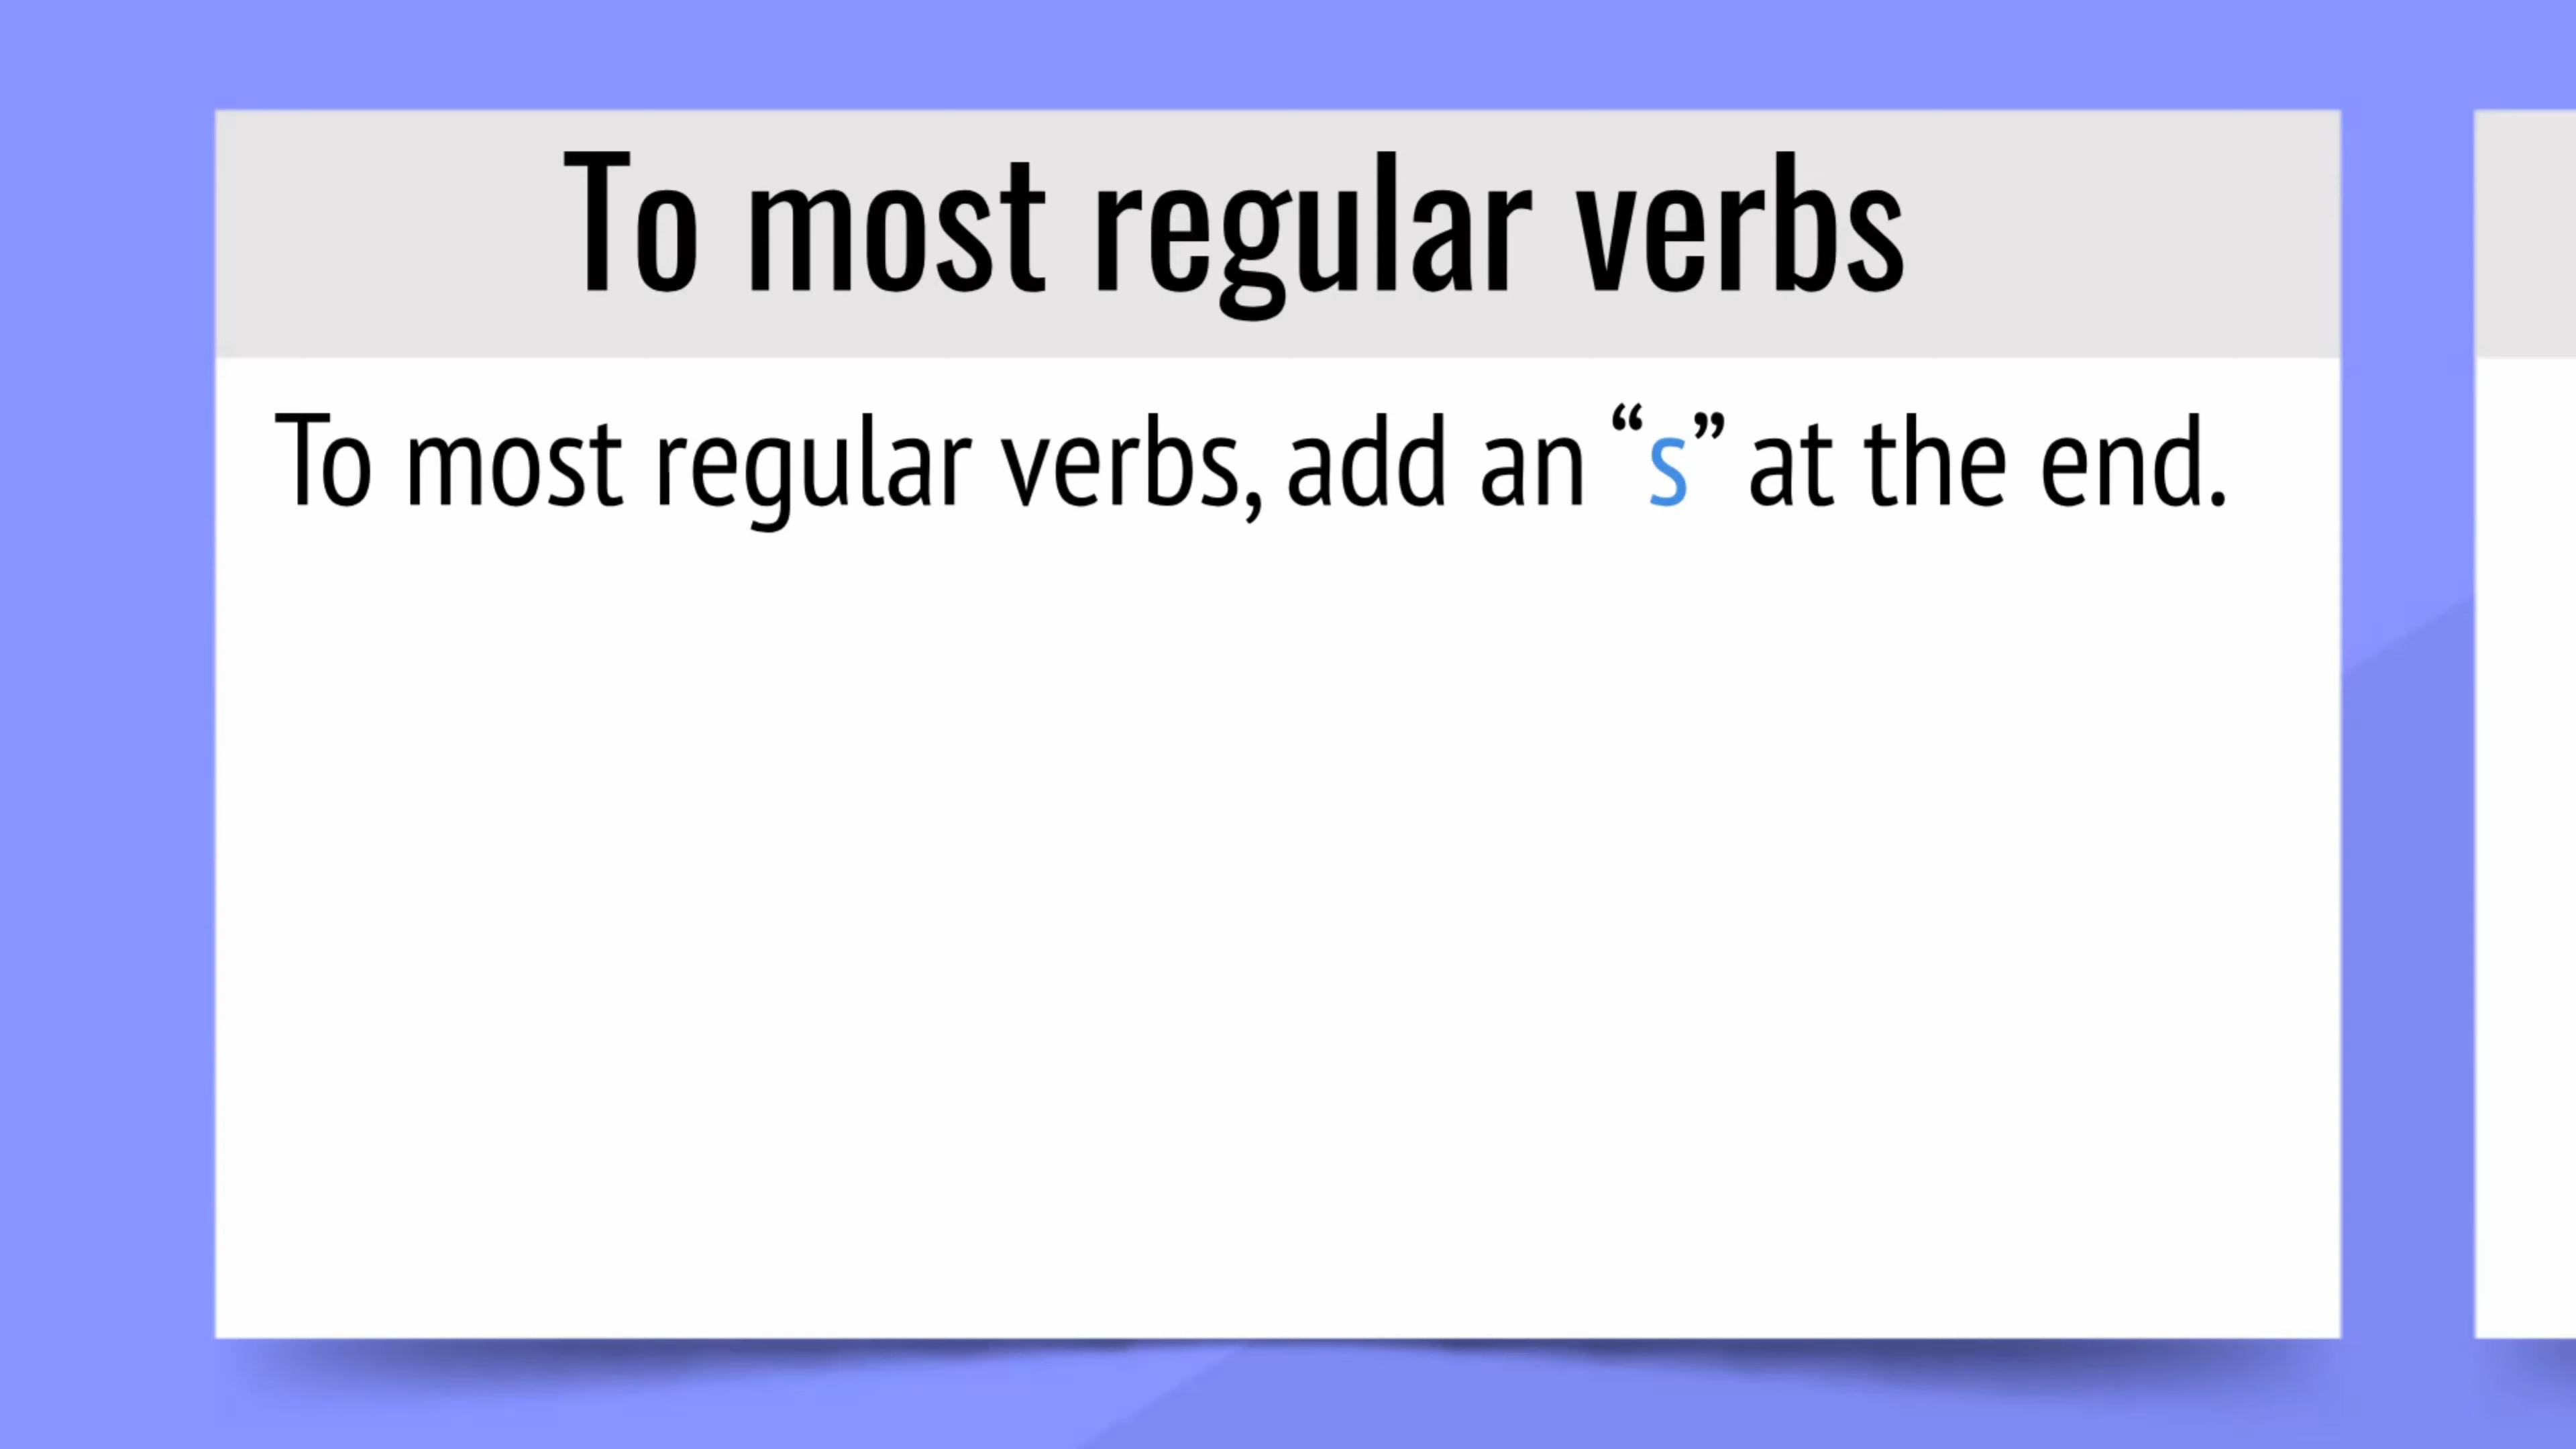 To most regular verbs
To most regular verbs, add an “s” at the end.